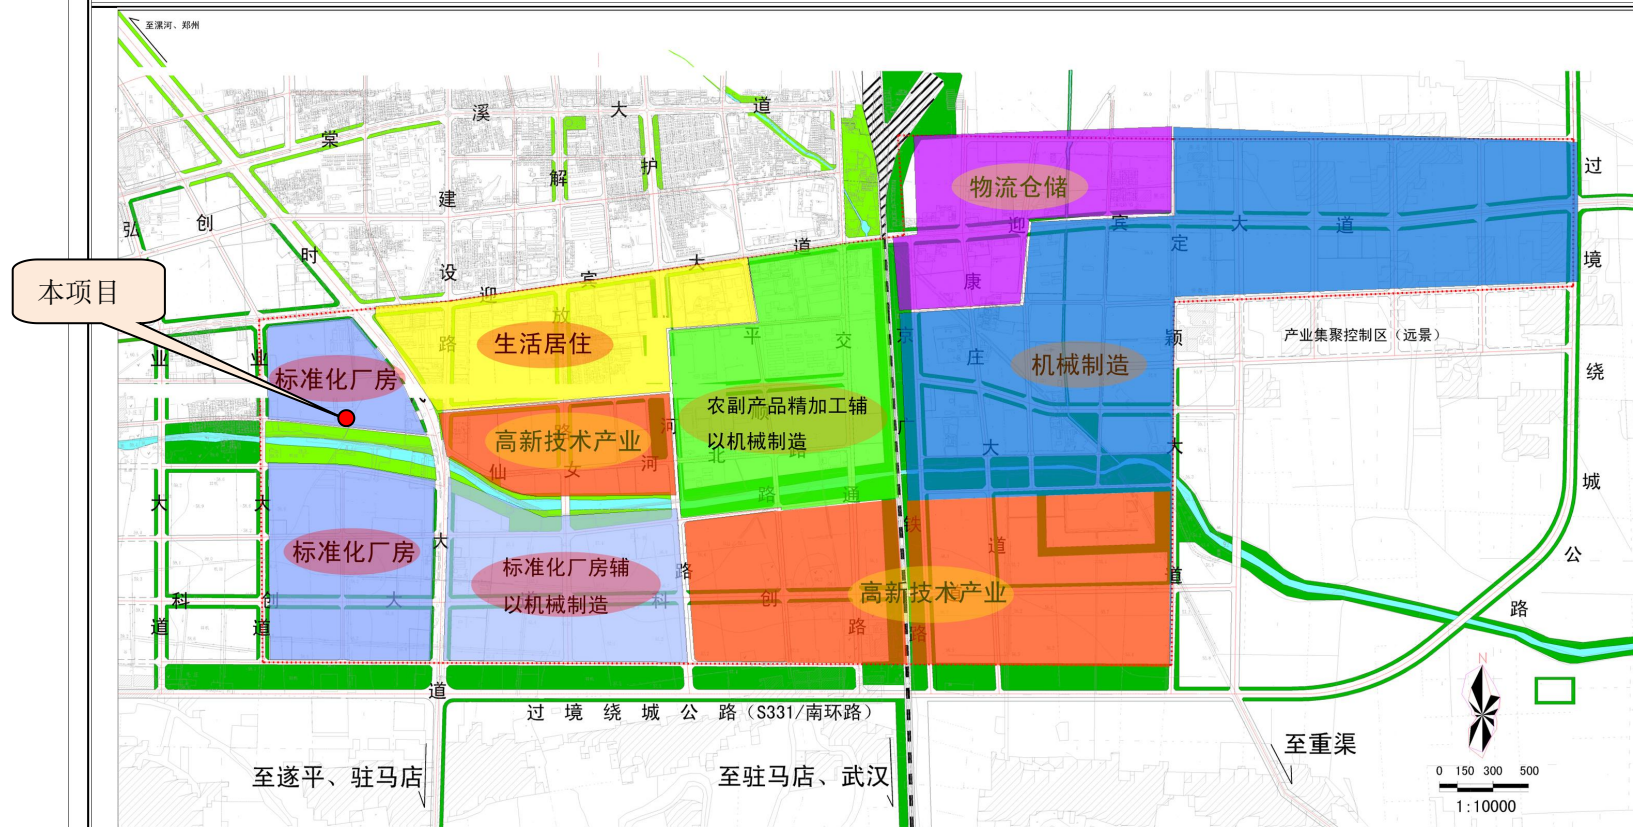 至漯河、郑州
棠溪大道
建设路
解放路
护
弘
创业大道
时
过境绕城公路
物流仓储
迎宾大道
迎宾大道
康庄大道
定颖大道
本项目
生活居住
产业集聚控制区（远景）
机械制造
标准化厂房
平顺路
交通路
京广铁路
农副产品精加工辅
以机械制造
高新技术产业
仙女河
河北路
业大道
标准化厂房
标准化厂房辅
以机械制造
高新技术产业
科创大道
科创
过境绕城公路（S331/南环路）
至重渠
至遂平、驻马店
至驻马店、武汉
N
0 150 300 500
1:10000